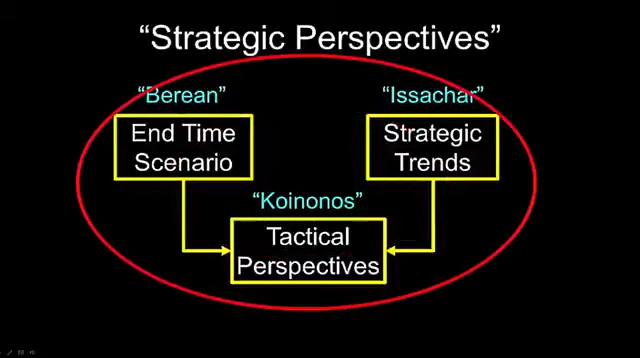 “Strategic Perspectives”
“Berean”
“Issachar”
End Time
Scenario
Strategic
Trends
“Koinonos”
Tactical
Perspectives